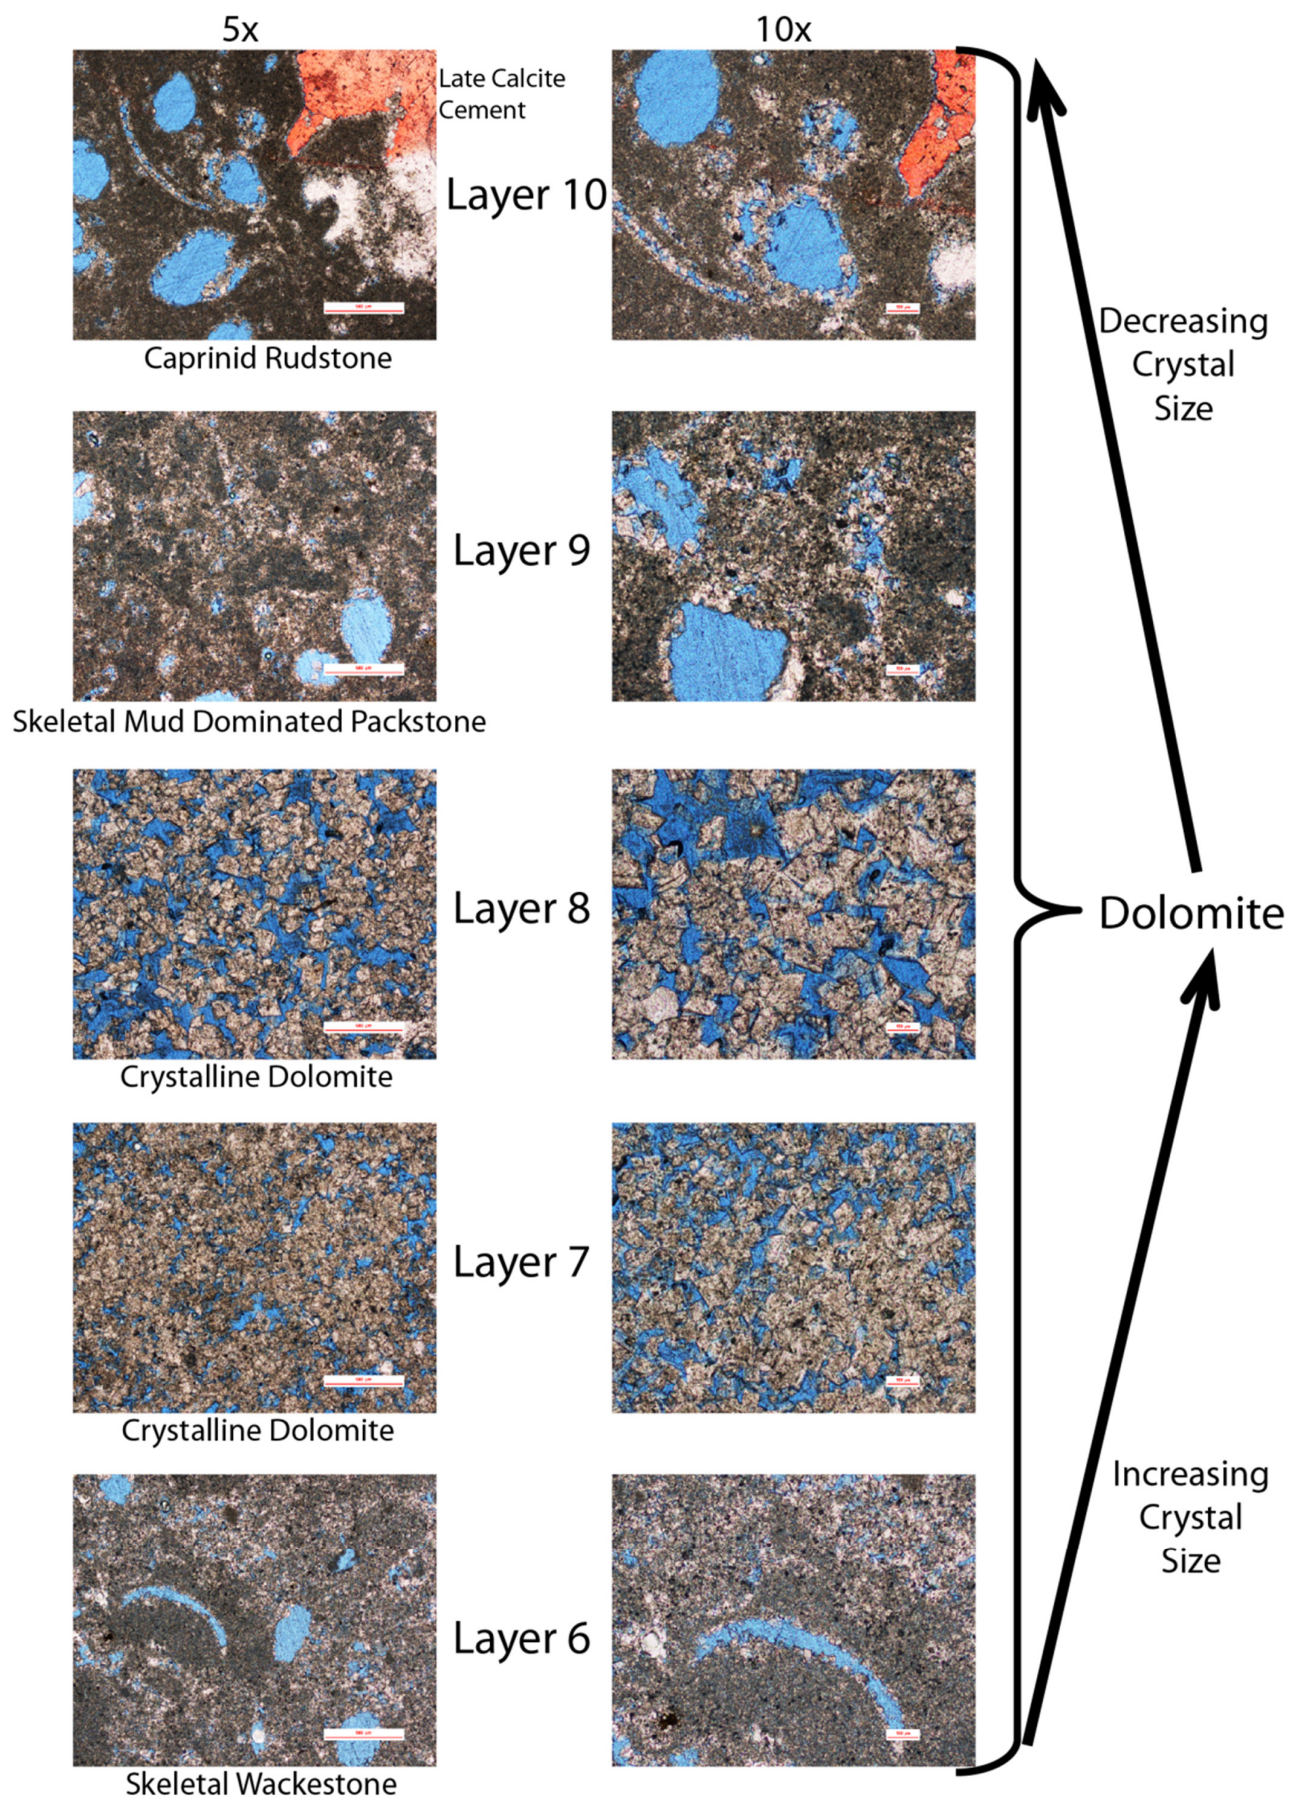 5x
10x
Late Calcite
Cement
Layer 10
Caprinid Rudstone
Decreasing
Crystal
Size
Layer 9
Skeletal Mud Dominated Packstone
Layer 8
Dolomite
Crystalline Dolomite
Layer 7
Crystalline Dolomite
Increasing
Crystal
Size
Layer 6
Skeletal Wackestone